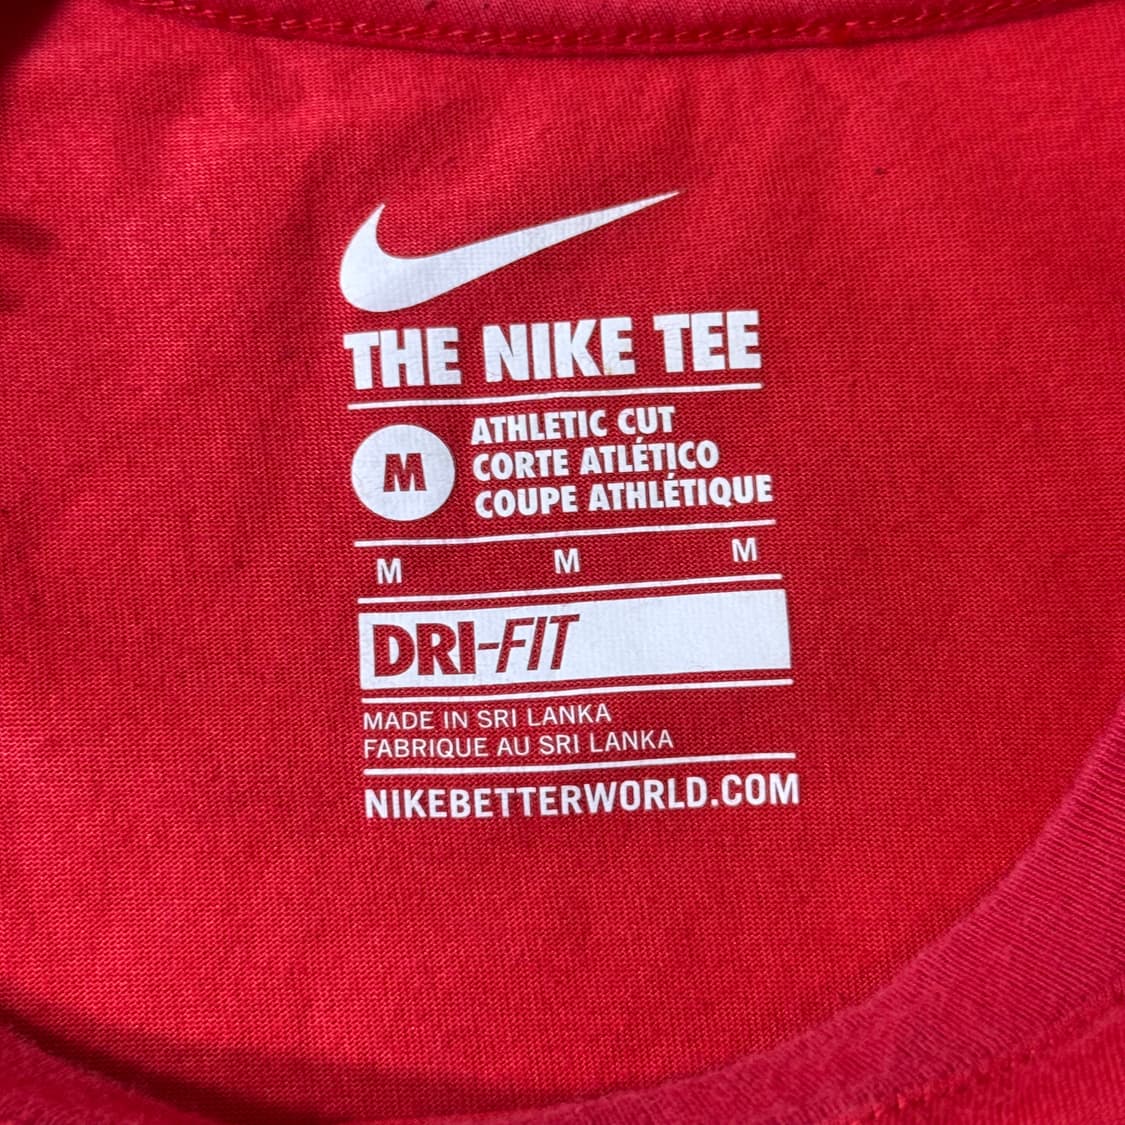 THE NIKE TEE
M
ATHLETIC CUT
CORTE ATLÉTICO
COUPE ATHLÉTIQUE
M M M
DRI-FIT
MADE IN SRI LANKA
FABRIQUE AU SRI LANKA
NIKEBETTERWORLD.COM